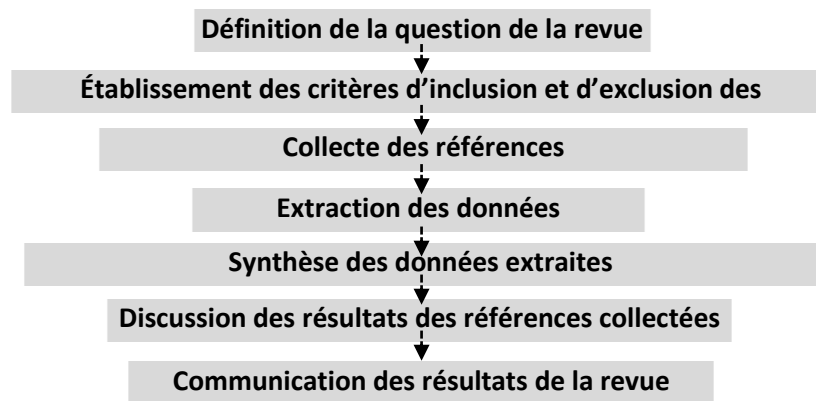 Définition de la question de la revue
Établissement des critères d’inclusion et d’exclusion des
Collecte des références
Extraction des données
Synthèse des données extraites
Discussion des résultats des références collectées
Communication des résultats de la revue